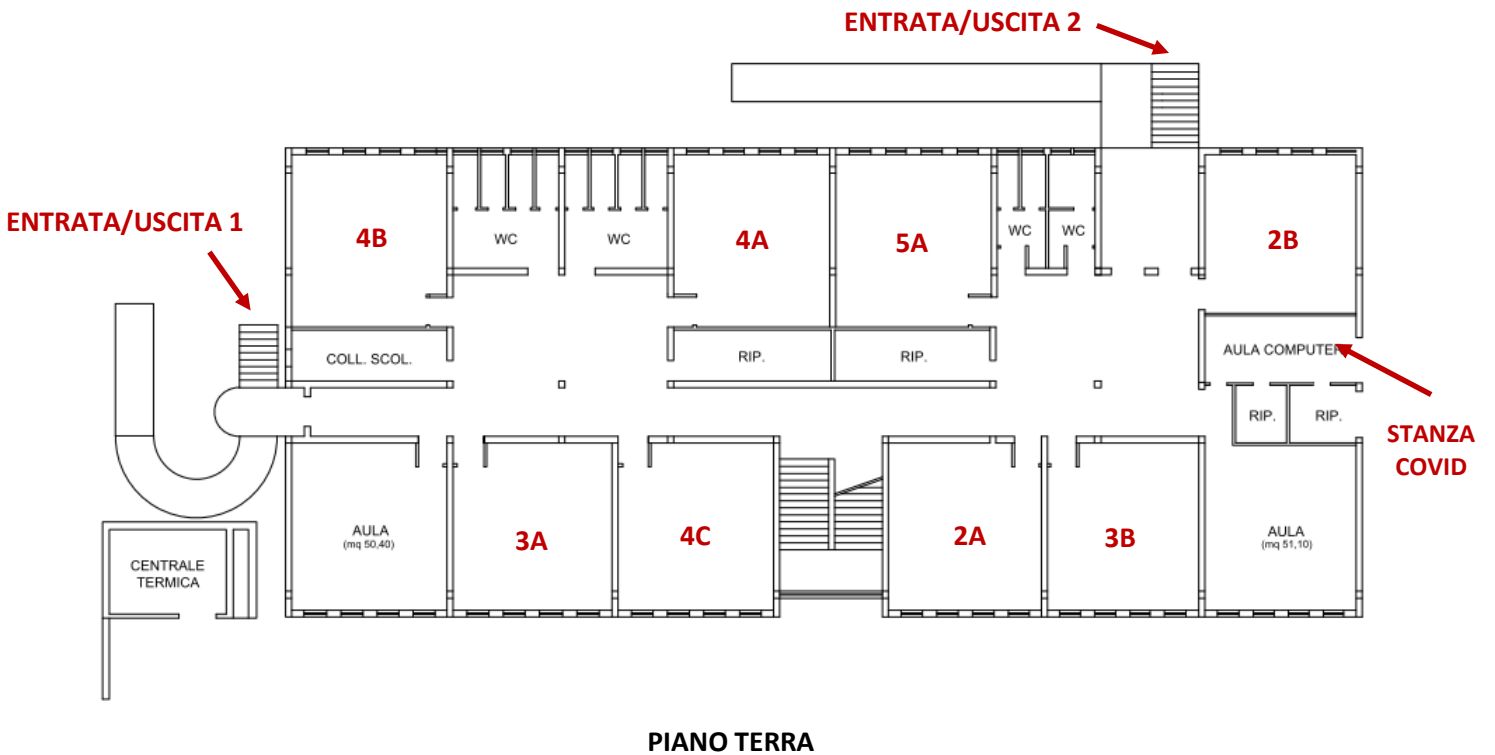 ENTRATA/USCITA 2
ENTRATA/USCITA 1
4B
WC
WC
4A
5A
WC
WC
2B
COLL. SCOL.
RIP.
RIP.
AULA COMPUTER
RIP.
RIP.
STANZA
COVID
AULA
(mq 50,40)
3A
4C
2A
3B
AULA
(mq 51,10)
CENTRALE
TERMICA
PIANO TERRA